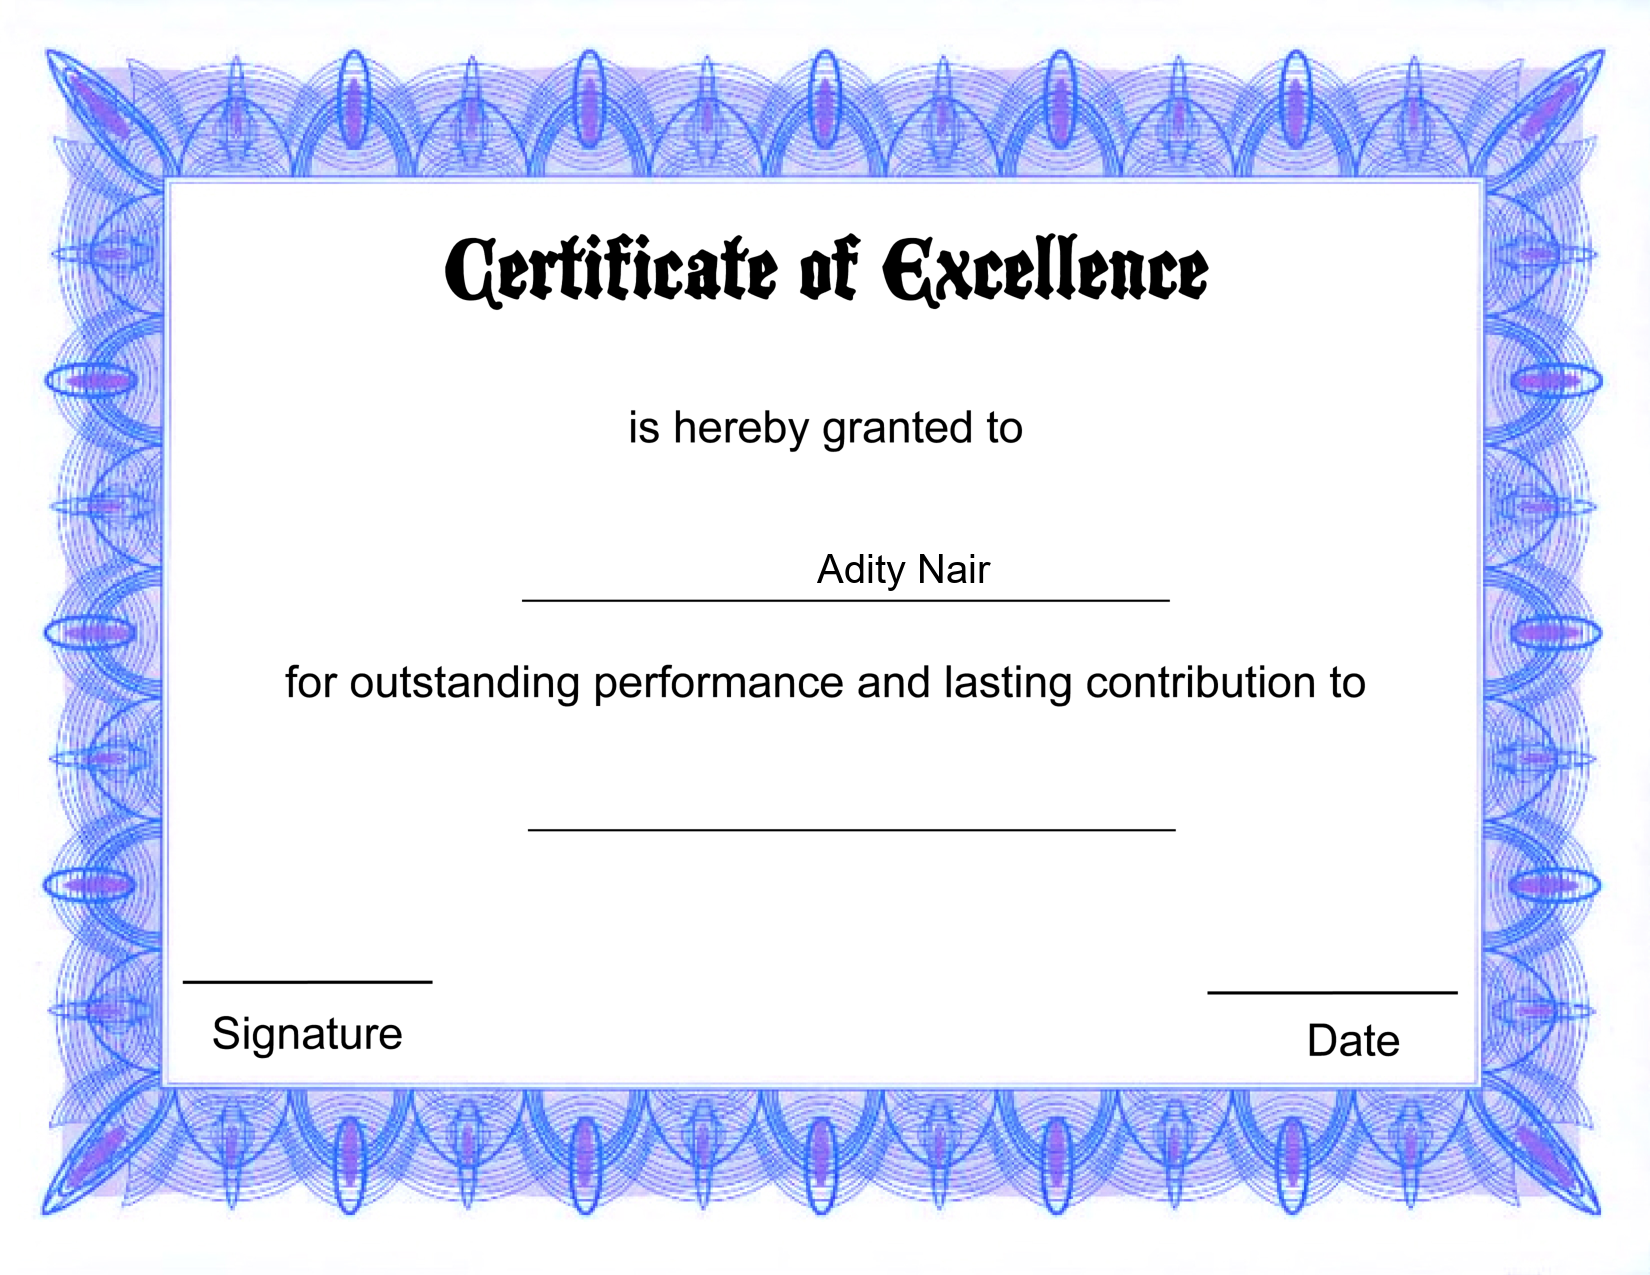 Certificate of Excellence
is hereby granted to
Adity Nair
for outstanding performance and lasting contribution to
Signature
Date